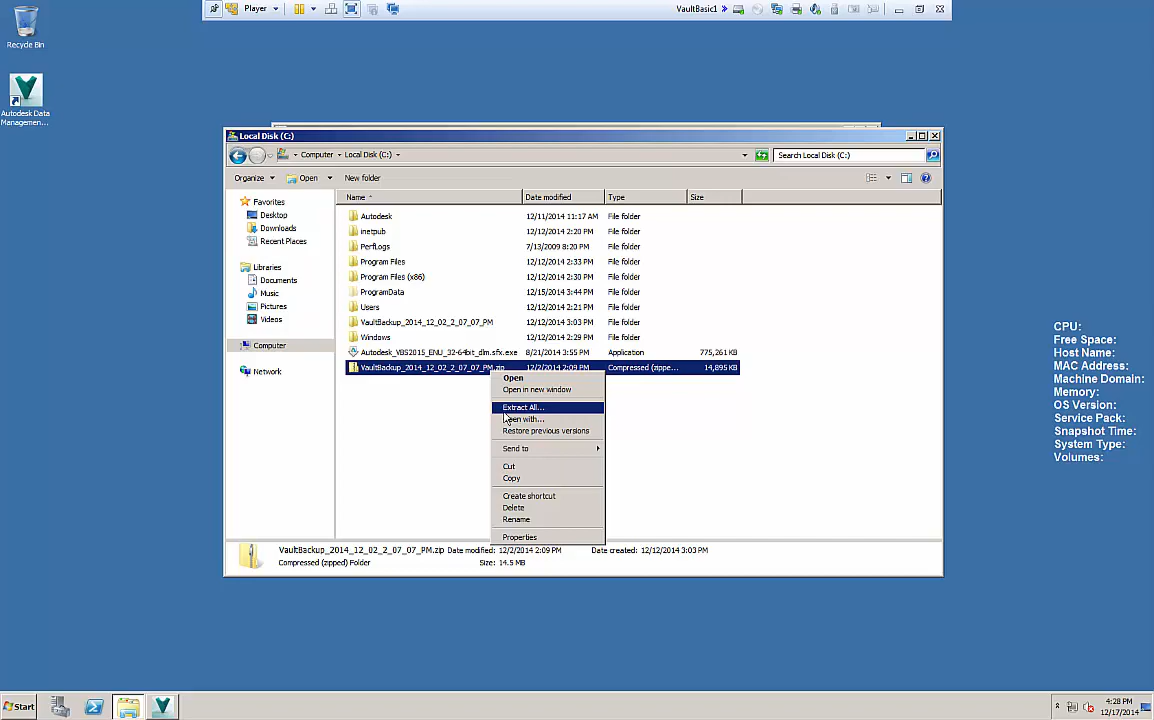 Player
VaultBasic1
Recycle Bin
Autodesk Data
Managemen...
Local Disk (C:)
Computer
Local Disk (C:)
Search Local Disk (C:)
Organize
Open
New folder
Name
Date modified
Type
Size
Favorites
Desktop
Downloads
Recent Places
Libraries
Documents
Music
Pictures
Videos
Computer
Network
Autodesk 12/11/2014 11:17 AM File folder
inetpub 12/12/2014 2:20 PM File folder
PerfLogs 7/13/2009 8:20 PM File folder
Program Files 12/12/2014 2:33 PM File folder
Program Files (x86) 12/12/2014 2:30 PM File folder
ProgramData 12/15/2014 3:44 PM File folder
Users 12/12/2014 2:21 PM File folder
VaultBackup_2014_12_02_2_07_07_PM 12/12/2014 3:03 PM File folder
Windows 12/12/2014 2:29 PM File folder
Autodesk_VBS2015_ENU_32-64bit_dlm.sfx.exe 8/21/2014 3:55 PM Application 775,261 KB
VaultBackup_2014_12_02_2_07_07_PM.zip 12/2/2014 2:09 PM Compressed (zippe... 14,895 KB
Open
Open in new window
Extract All...
with...
Restore previous versions
Send to
Cut
Copy
Create shortcut
Delete
Rename
Properties
VaultBackup_2014_12_02_2_07_07_PM.zip Date modified: 12/2/2014 2:09 PM Date created: 12/12/2014 3:03 PM
Compressed (zipped) Folder Size: 14.5 MB
CPU:
Free Space:
Host Name:
MAC Address:
Machine Domain:
Memory:
OS Version:
Service Pack:
Snapshot Time:
System Type:
Volumes:
Start
4:28 PM
12/17/2014